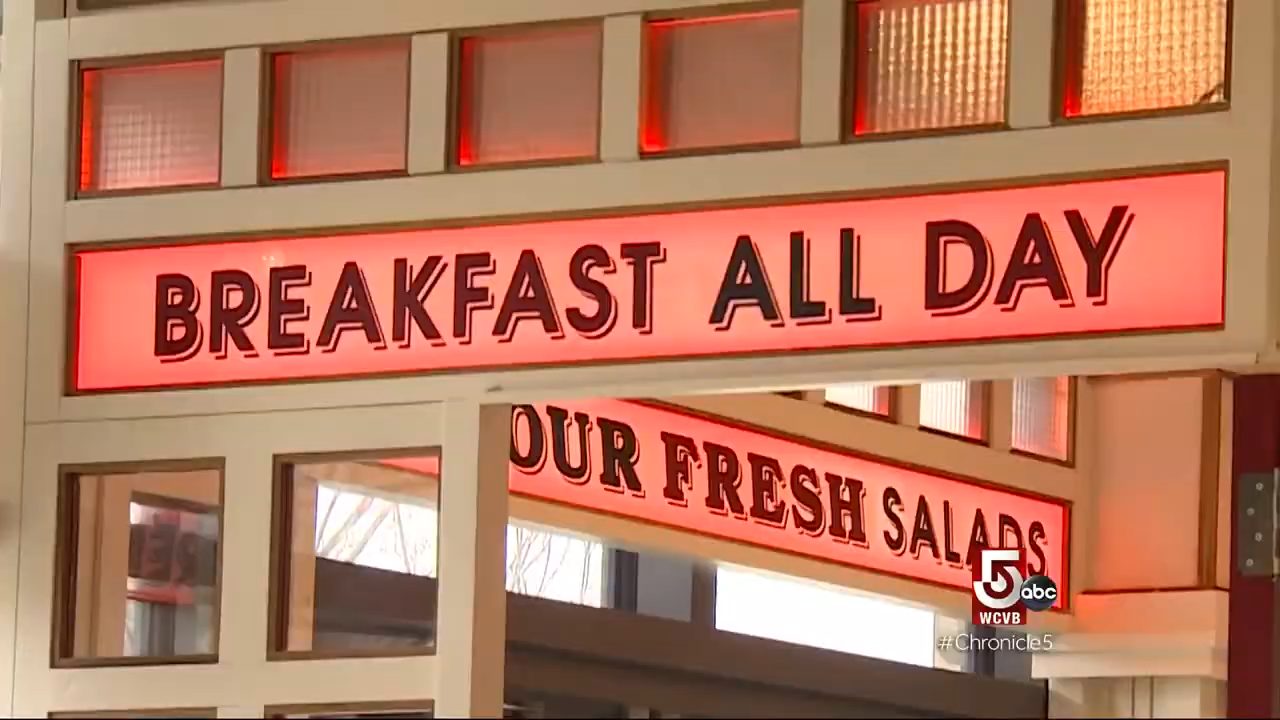 BREAKFAST ALL DAY
OUR FRESH SALADS
5 abc
WCVB
#Chronicle5